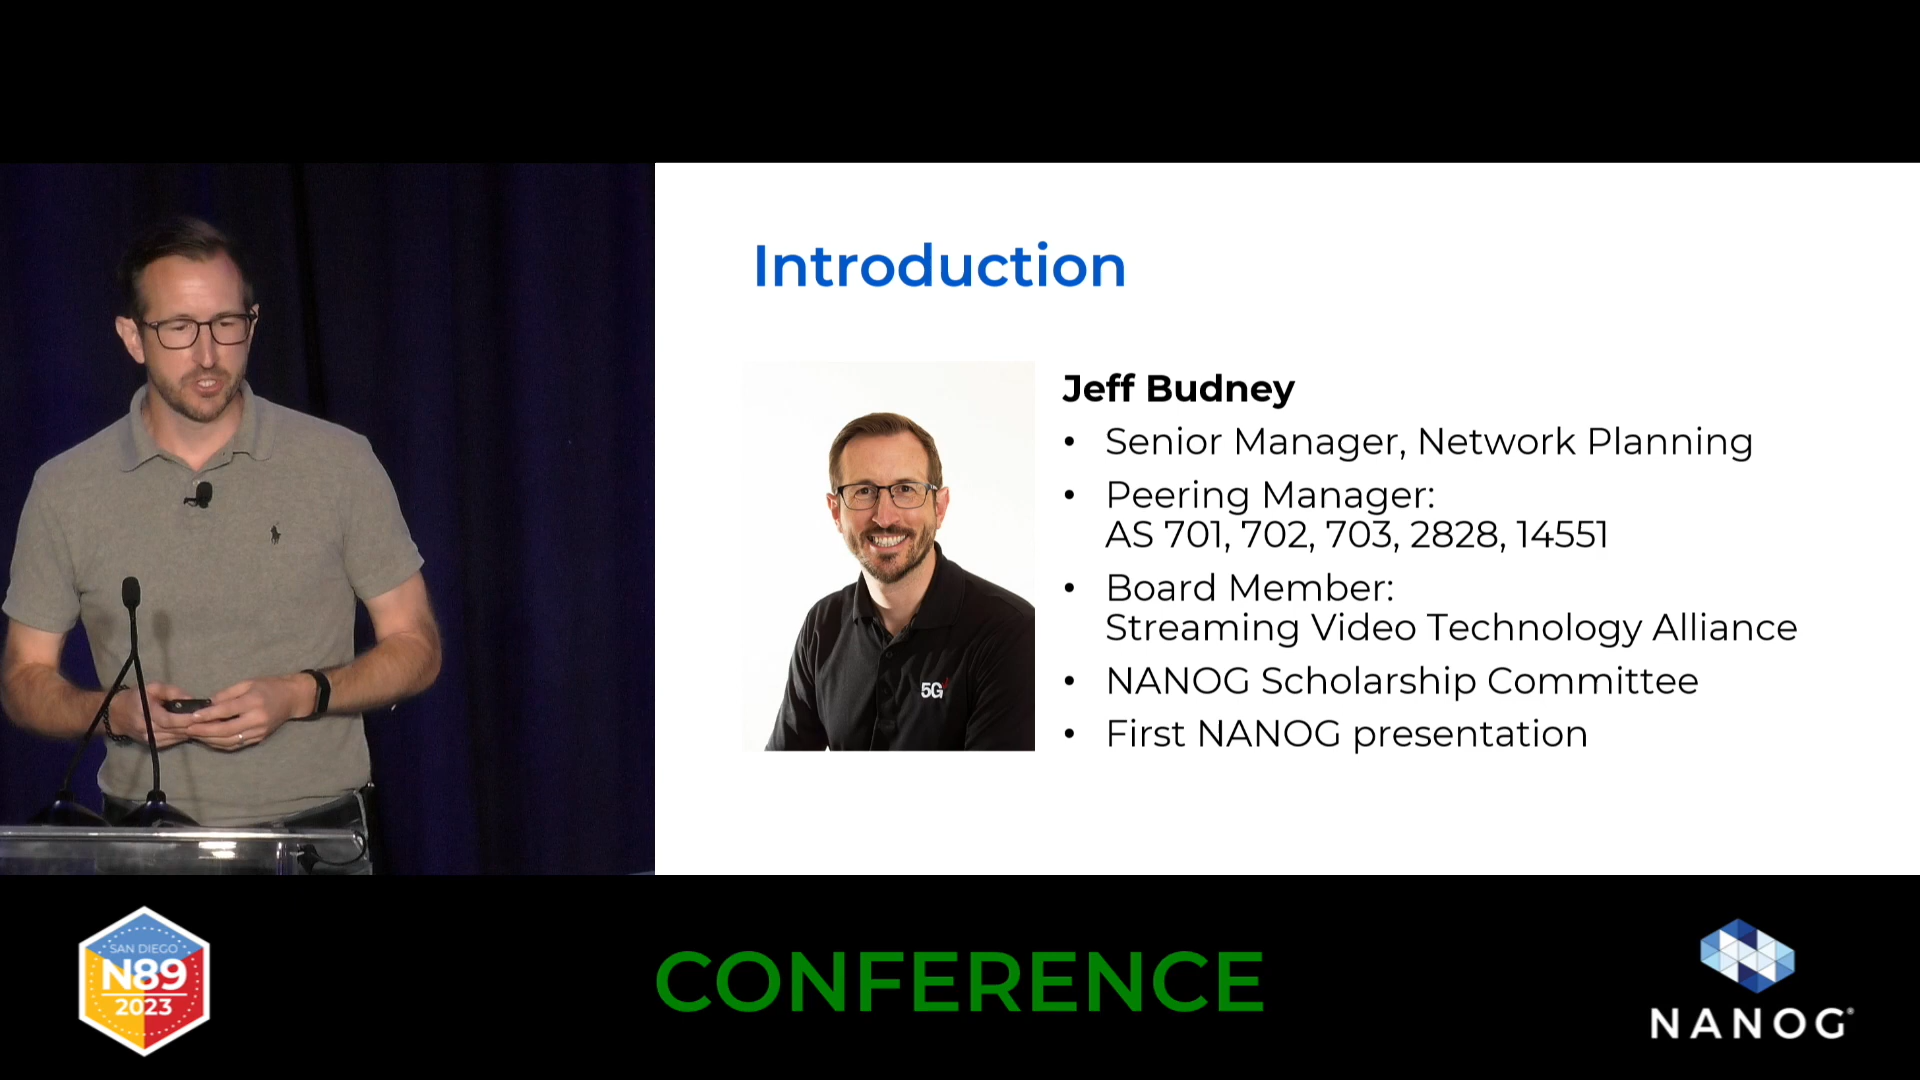 Introduction
Jeff Budney
• Senior Manager, Network Planning
• Peering Manager:
AS 701, 702, 703, 2828, 14551
• Board Member:
Streaming Video Technology Alliance
• NANOG Scholarship Committee
• First NANOG presentation
5G
SAN DIEGO
N89
2023
CONFERENCE
NANOG®